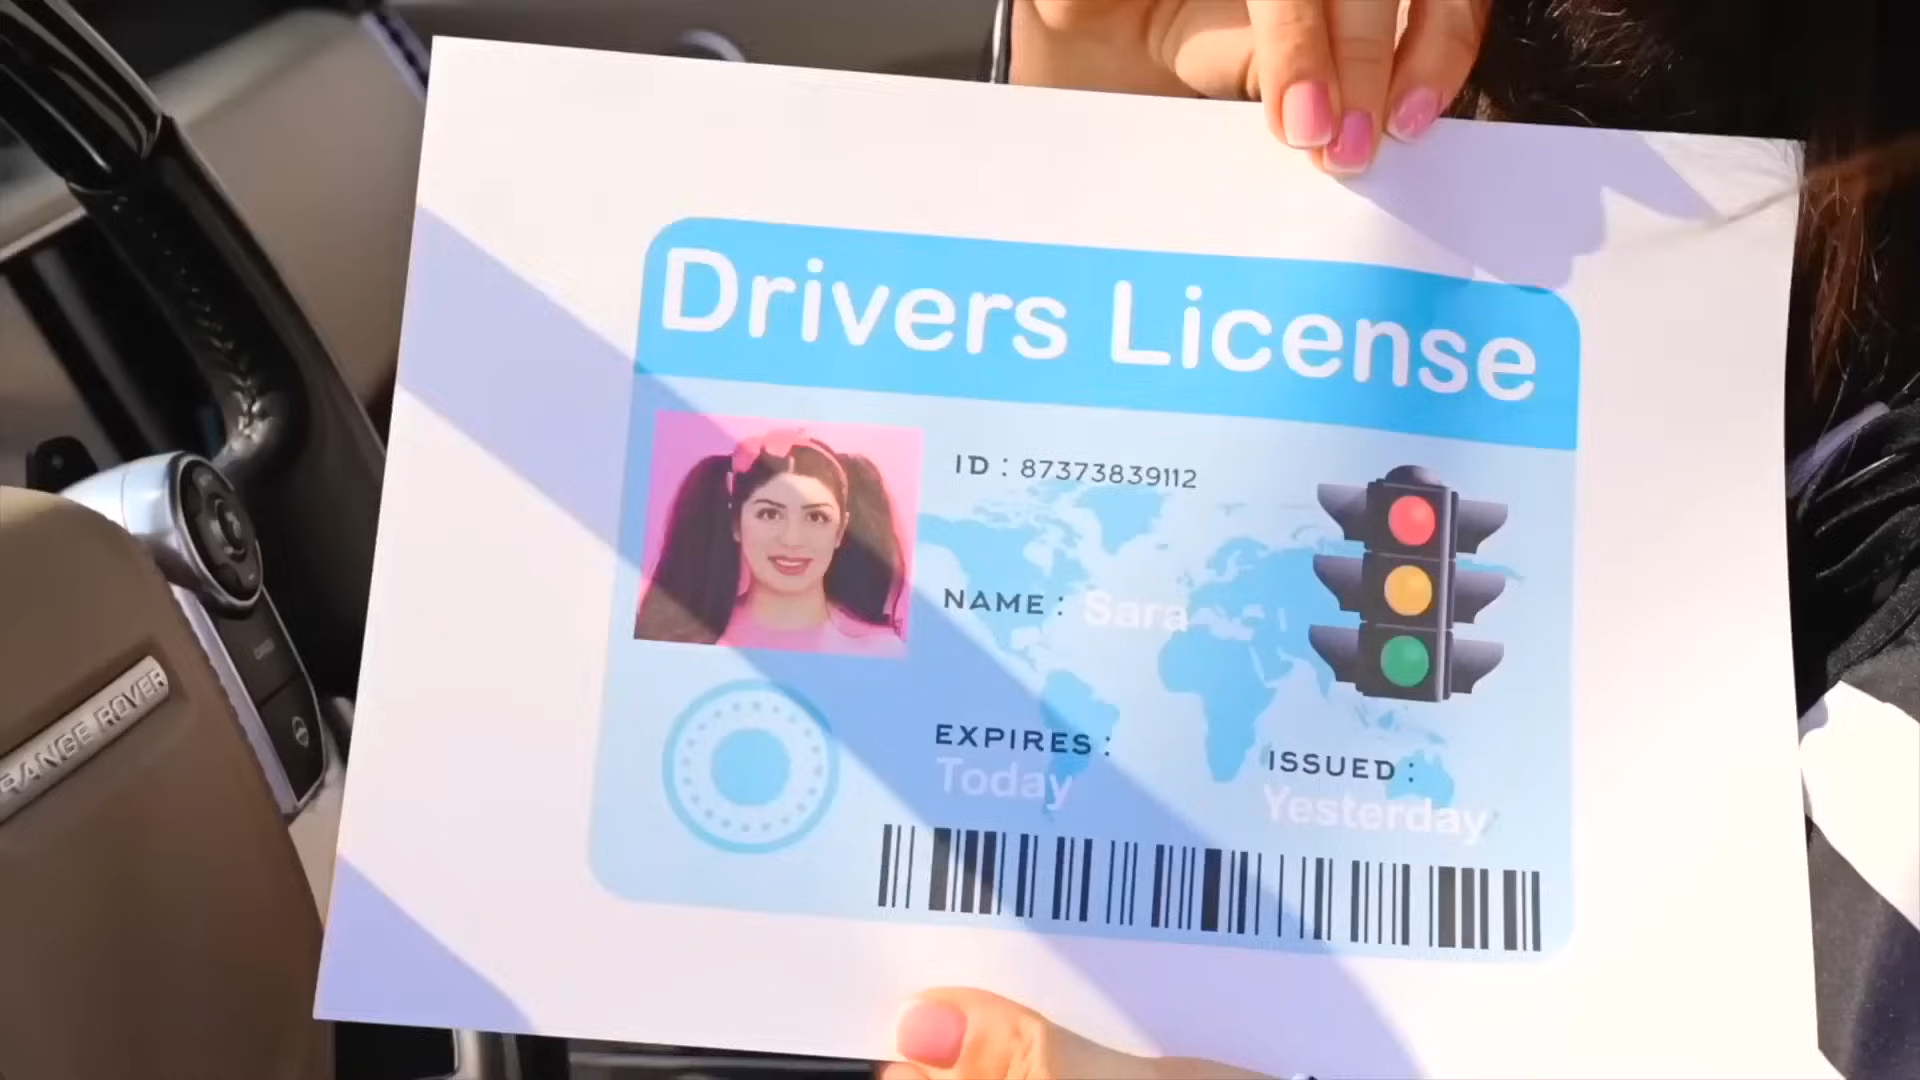 Drivers License
ID : 87373839112
NAME : Sara
EXPIRES :
Today
ISSUED :
Yesterday
RANGE ROVER